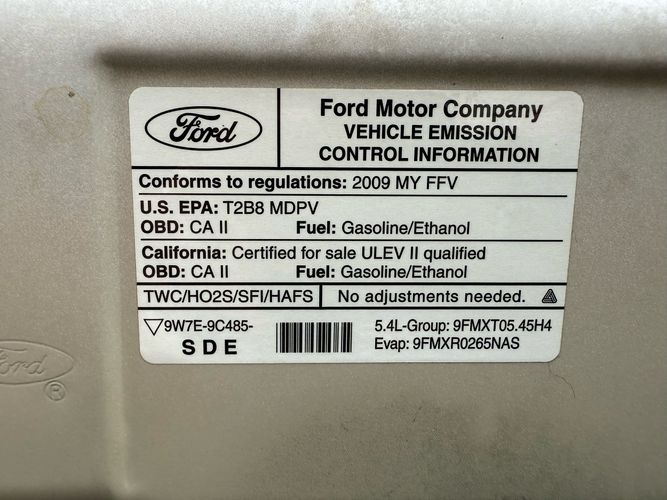 Ford
Ford Motor Company
VEHICLE EMISSION
CONTROL INFORMATION
Conforms to regulations: 2009 MY FFV
U.S. EPA: T2B8 MDPV
OBD: CA II Fuel: Gasoline/Ethanol
California: Certified for sale ULEV II qualified
OBD: CA II Fuel: Gasoline/Ethanol
TWC/HO2S/SFI/HAFS No adjustments needed.
9W7E-9C485-
S D E
5.4L-Group: 9FMXT05.45H4
Evap: 9FMXR0265NAS
Ford
®